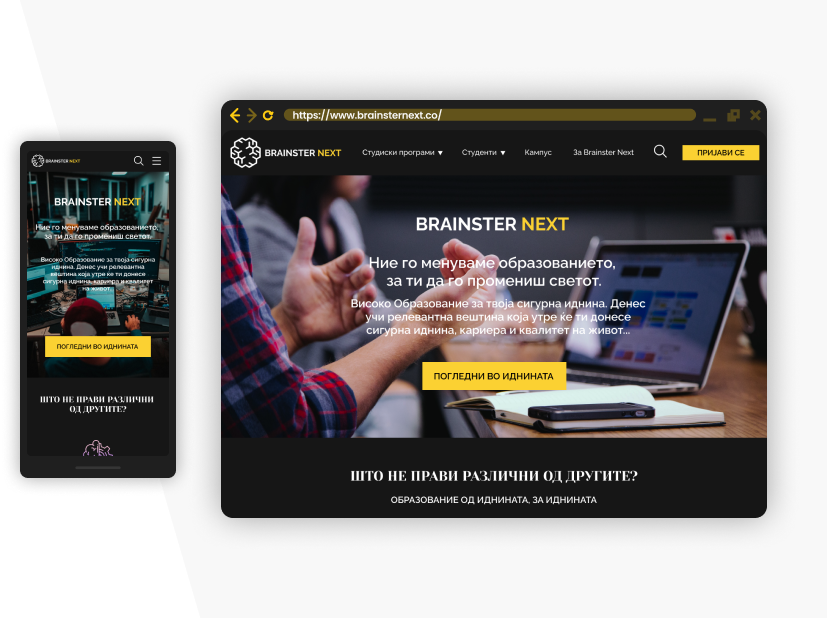 BRAINSTER NEXT
BRAINSTER NEXT
Ние го менуваме образованието,
за ти да го промениш светот.
Високо Образование за твоја сигурна
иднина. Денес учи релевантна
вештина која утре ќе ти донесе
сигурна иднина, кариера и квалитет
на живот...
ПОГЛЕДНИ ВО ИДНИНАТА
ШТО НЕ ПРАВИ РАЗЛИЧНИ
ОД ДРУГИТЕ?
https://www.brainsternext.co/
BRAINSTER NEXT Студиски програми ▼ Студенти ▼ Кампус За Brainster Next ПРИЈАВИ СЕ
BRAINSTER NEXT
Ние го менуваме образованието,
за ти да го промениш светот.
Високо Образование за твоја сигурна иднина. Денес
учи релевантна вештина која утре ќе ти донесе
сигурна иднина, кариера и квалитет на живот...
ПОГЛЕДНИ ВО ИДНИНАТА
ШТО НЕ ПРАВИ РАЗЛИЧНИ ОД ДРУГИТЕ?
ОБРАЗОВАНИЕ ОД ИДНИНАТА, ЗА ИДНИНАТА